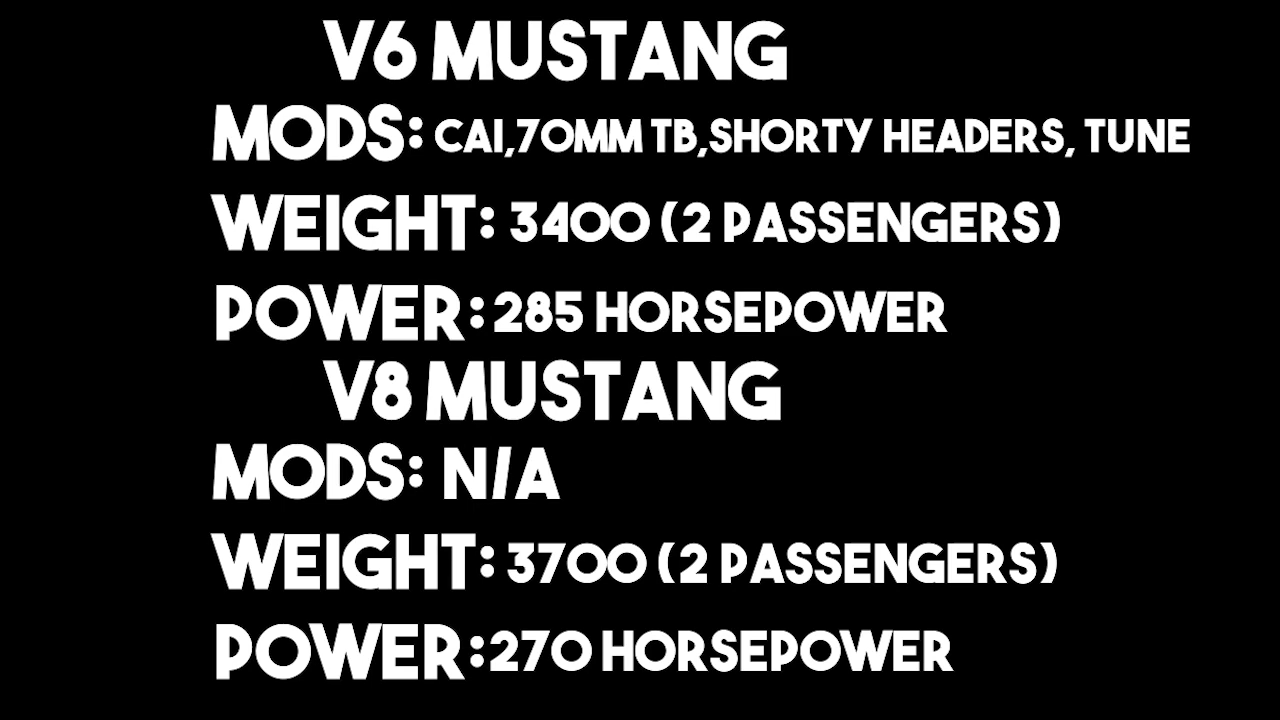 V6 MUSTANG
MODS: CAI,70MM TB,SHORTY HEADERS, TUNE
WEIGHT: 3400 (2 PASSENGERS)
POWER:285 HORSEPOWER
V8 MUSTANG
MODS: N/A
WEIGHT: 3700 (2 PASSENGERS)
POWER:270 HORSEPOWER